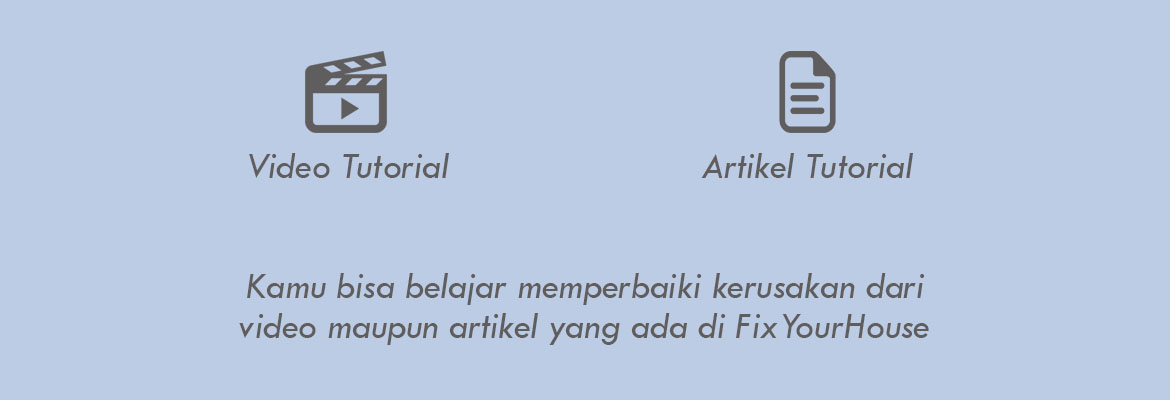 Video Tutorial
Artikel Tutorial
Kamu bisa belajar memperbaiki kerusakan dari
video maupun artikel yang ada di FixYourHouse